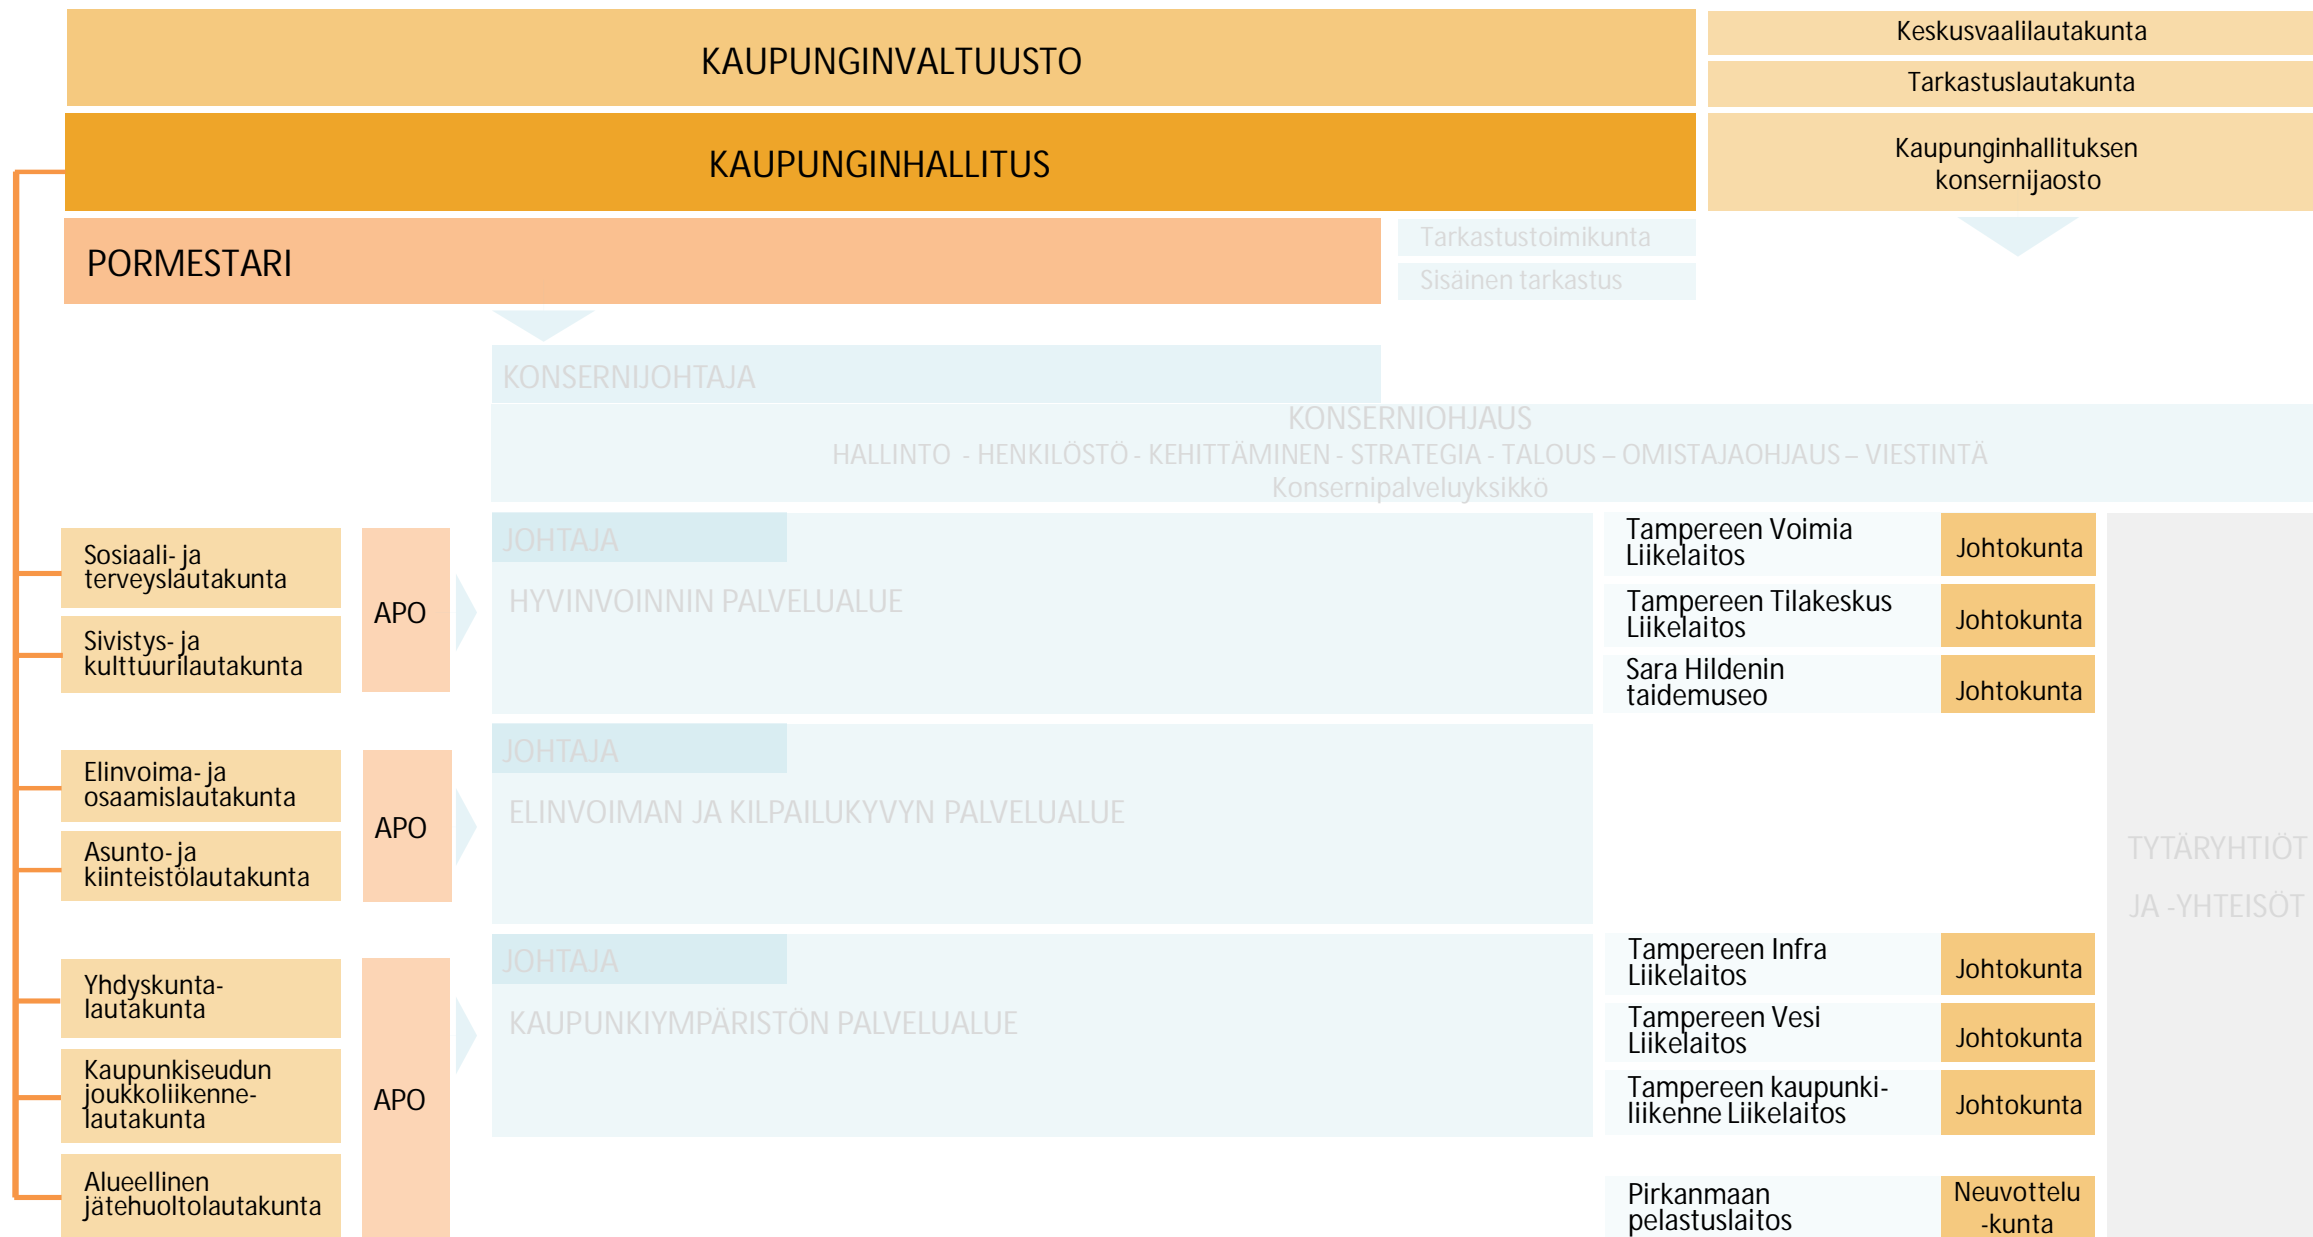 KAUPUNGINVALTUUSTO
Keskusvaalilautakunta
Tarkastuslautakunta
KAUPUNGINHALLITUS
Kaupunginhallituksen
konsernijaosto
PORMESTARI
Tarkastustoimikunta
Sisäinen tarkastus
KONSERNIJOHTAJA
KONSERNIOHJAUS
HALLINTO - HENKILÖSTÖ - KEHITTÄMINEN - STRATEGIA - TALOUS – OMISTAJAOHJAUS – VIESTINTÄ
Konsernipalveluyksikkö
Sosiaali- ja
terveyslautakunta
Sivistys- ja
kulttuurilautakunta
APO
JOHTAJA
HYVINVOINNIN PALVELUALUE
Tampereen Voimia
Liikelaitos
Johtokunta
Tampereen Tilakeskus
Liikelaitos
Johtokunta
Sara Hildenin
taidemuseo
Johtokunta
Elinvoima- ja
osaamislautakunta
Asunto- ja
kiinteistölautakunta
APO
JOHTAJA
ELINVOIMAN JA KILPAILUKYVYN PALVELUALUE
TYTÄRYHTIÖT
JA -YHTEISÖT
Yhdyskunta-
lautakunta
Kaupunkiseudun
joukkoliikenne-
lautakunta
Alueellinen
jätehuoltolautakunta
APO
JOHTAJA
KAUPUNKIYMPÄRISTÖN PALVELUALUE
Tampereen Infra
Liikelaitos
Johtokunta
Tampereen Vesi
Liikelaitos
Johtokunta
Tampereen kaupunki-
liikenne Liikelaitos
Johtokunta
Pirkanmaan
pelastuslaitos
Neuvottelu
-kunta